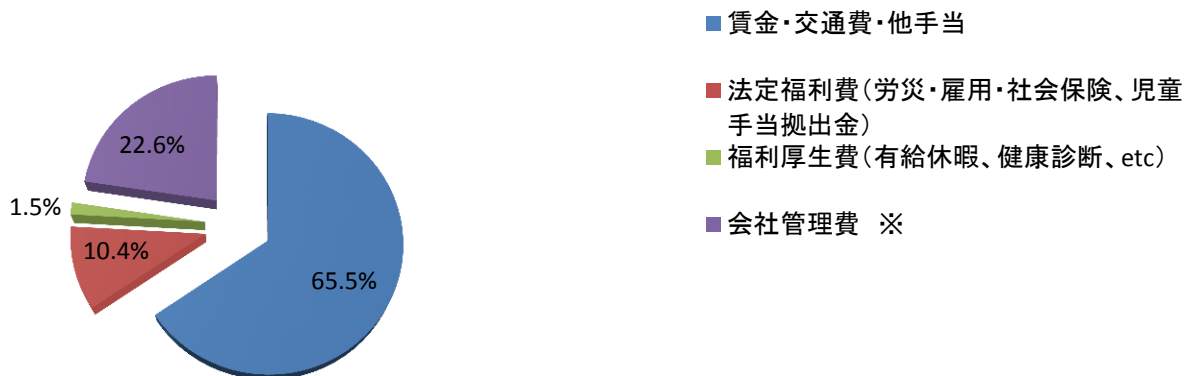 賃金・交通費・他手当
法定福利費(労災・雇用・社会保険、児童
手当拠出金)
福利厚生費(有給休暇、健康診断、etc)
会社管理費 ※
22.6%
1.5%
10.4%
65.5%